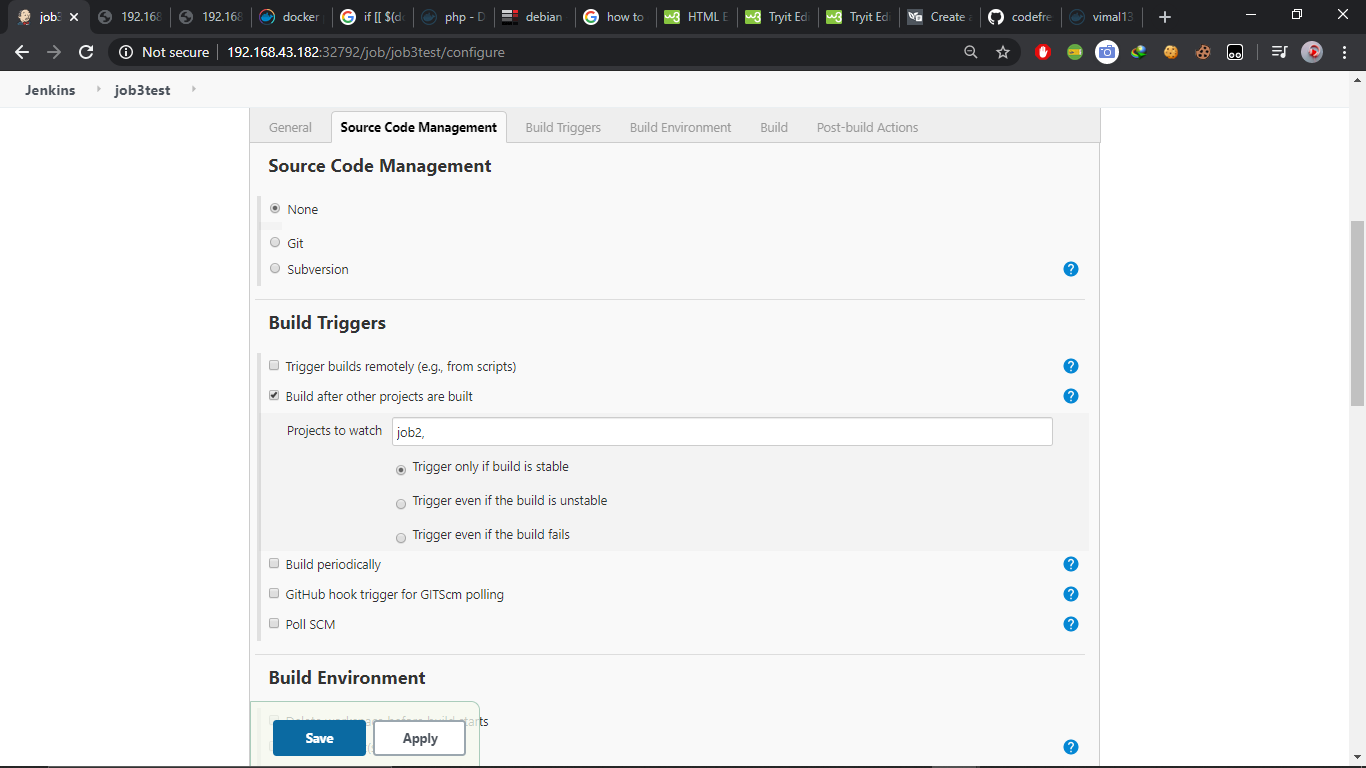 job3
192.168
192.168
docker
if [[ $(du
php - D
debian
how to
HTML E
Tryit Edi
Tryit Edi
Create a
codefre
vimal13
Not secure
192.168.43.182:32792/job/job3test/configure
Jenkins
job3test
General
Source Code Management
Build Triggers
Build Environment
Build
Post-build Actions
Source Code Management
None
Git
Subversion
Build Triggers
Trigger builds remotely (e.g., from scripts)
Build after other projects are built
Projects to watch
job2,
Trigger only if build is stable
Trigger even if the build is unstable
Trigger even if the build fails
Build periodically
GitHub hook trigger for GITScm polling
Poll SCM
Build Environment
Delete workspace before build starts
Save
Apply